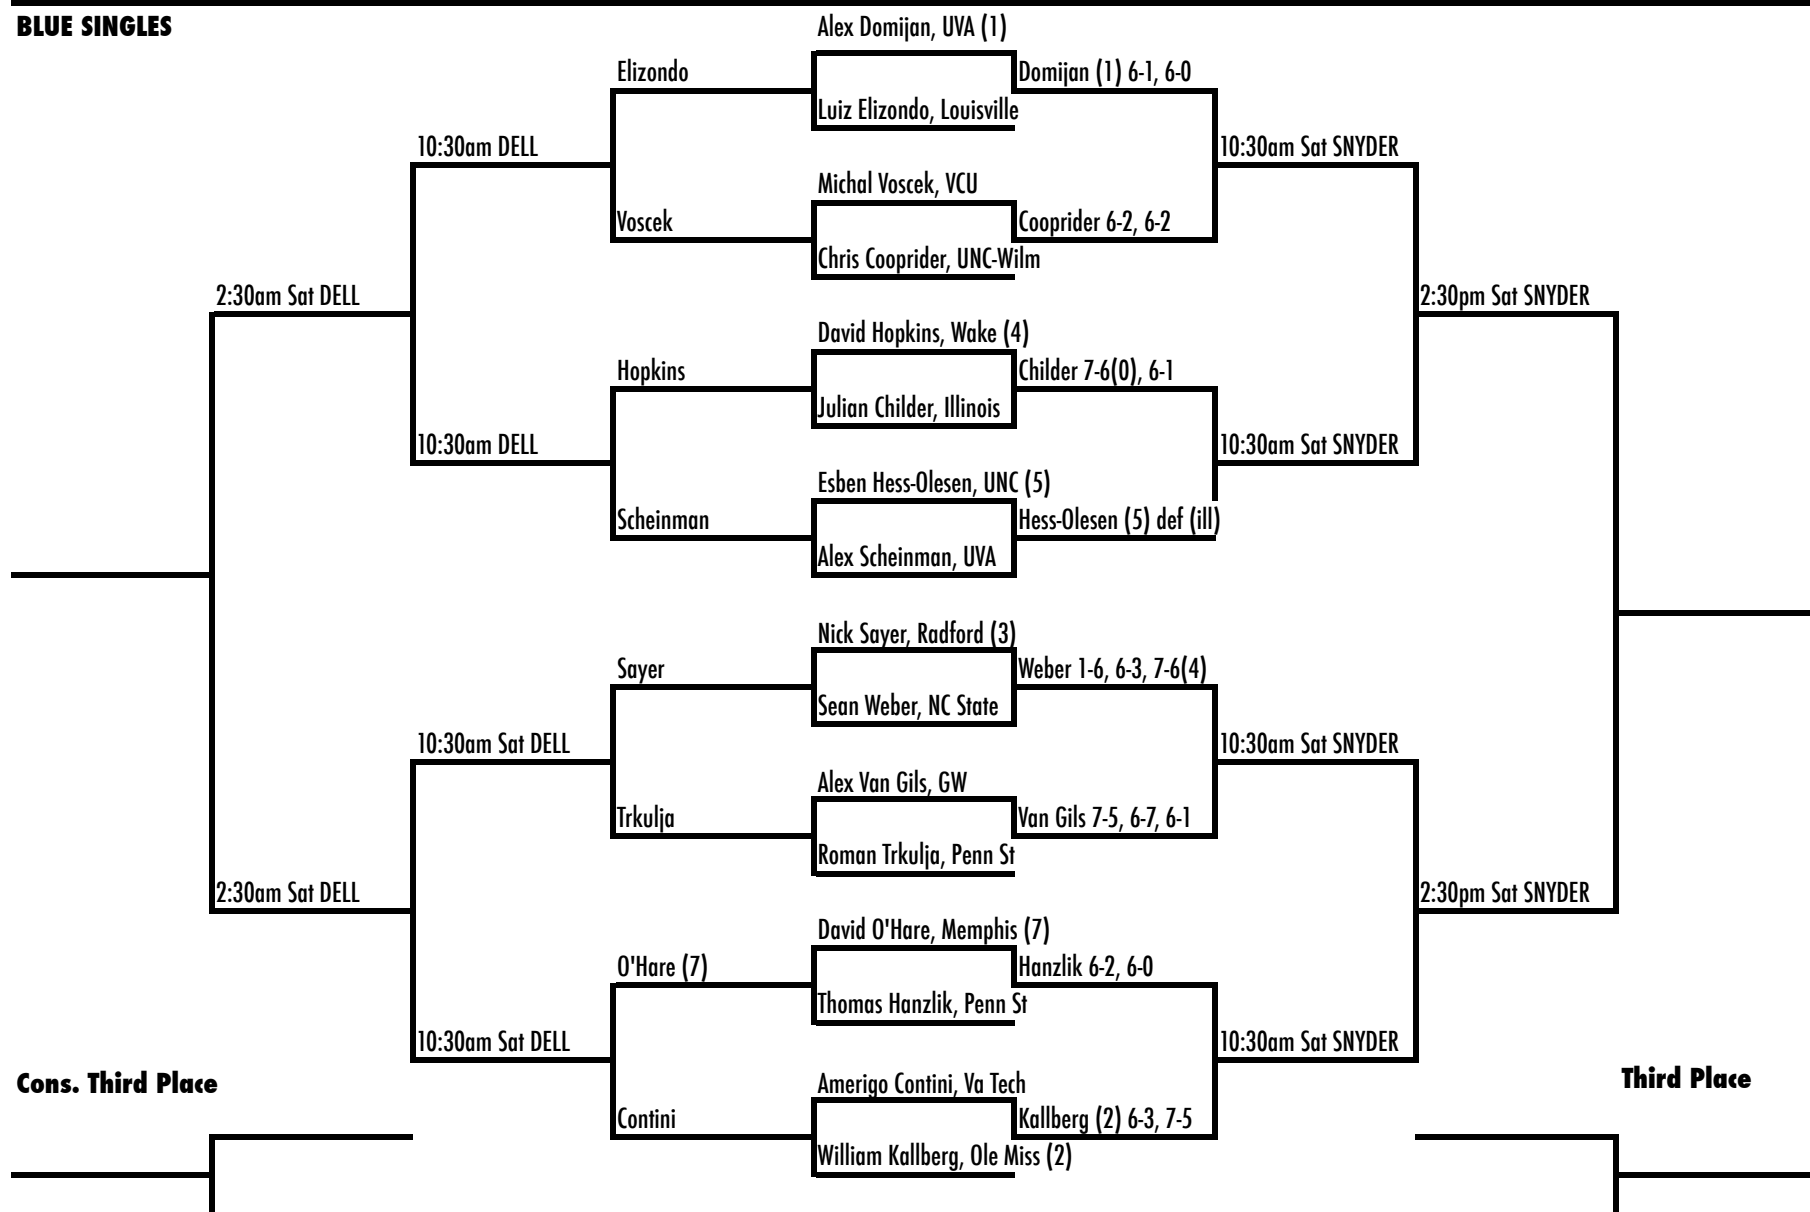 BLUE SINGLES
Alex Domijan, UVA (1)
Elizondo
Domijan (1) 6-1, 6-0
Luiz Elizondo, Louisville
10:30am DELL
10:30am Sat SNYDER
Michal Voscek, VCU
Voscek
Cooprider 6-2, 6-2
Chris Cooprider, UNC-Wilm
2:30am Sat DELL
2:30pm Sat SNYDER
David Hopkins, Wake (4)
Hopkins
Childer 7-6(0), 6-1
Julian Childer, Illinois
10:30am DELL
10:30am Sat SNYDER
Esben Hess-Olesen, UNC (5)
Scheinman
Hess-Olesen (5) def (ill)
Alex Scheinman, UVA
Nick Sayer, Radford (3)
Sayer
Weber 1-6, 6-3, 7-6(4)
Sean Weber, NC State
10:30am Sat DELL
10:30am Sat SNYDER
Alex Van Gils, GW
Trkulja
Van Gils 7-5, 6-7, 6-1
Roman Trkulja, Penn St
2:30am Sat DELL
2:30pm Sat SNYDER
David O'Hare, Memphis (7)
O'Hare (7)
Hanzlik 6-2, 6-0
Thomas Hanzlik, Penn St
10:30am Sat DELL
10:30am Sat SNYDER
Cons. Third Place
Amerigo Contini, Va Tech
Third Place
Contini
Kallberg (2) 6-3, 7-5
William Kallberg, Ole Miss (2)